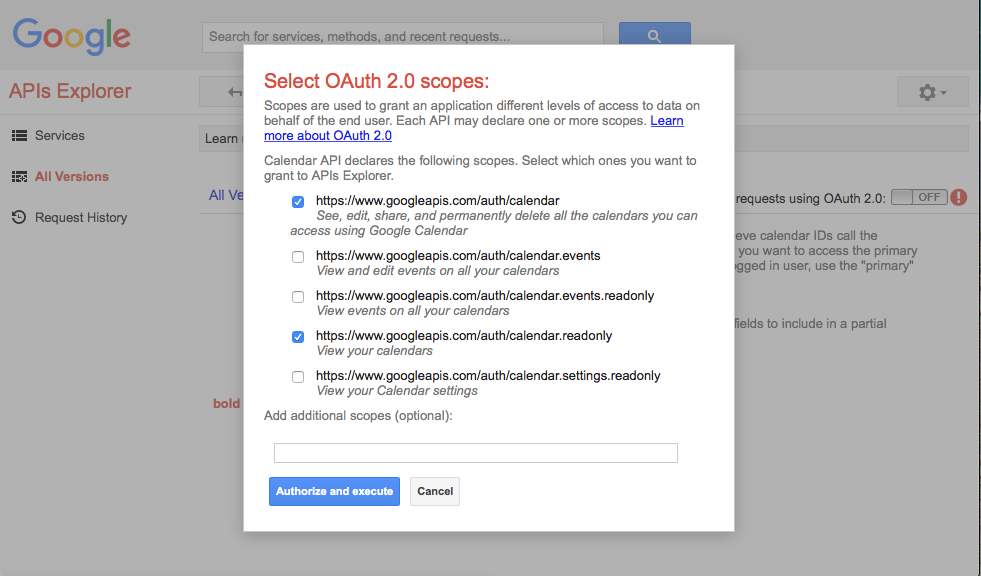 Google
Search for services, methods, and recent requests...
APIs Explorer
Services
All Versions
Request History
Learn
All Ve
bold
requests using OAuth 2.0: OFF
eve calendar IDs call the
you want to access the primary
gged in user, use the "primary"
fields to include in a partial
Select OAuth 2.0 scopes:
Scopes are used to grant an application different levels of access to data on
behalf of the end user. Each API may declare one or more scopes. Learn
more about OAuth 2.0
Calendar API declares the following scopes. Select which ones you want to
grant to APIs Explorer.
https://www.googleapis.com/auth/calendar
See, edit, share, and permanently delete all the calendars you can
access using Google Calendar
https://www.googleapis.com/auth/calendar.events
View and edit events on all your calendars
https://www.googleapis.com/auth/calendar.events.readonly
View events on all your calendars
https://www.googleapis.com/auth/calendar.readonly
View your calendars
https://www.googleapis.com/auth/calendar.settings.readonly
View your Calendar settings
Add additional scopes (optional):
Authorize and execute
Cancel